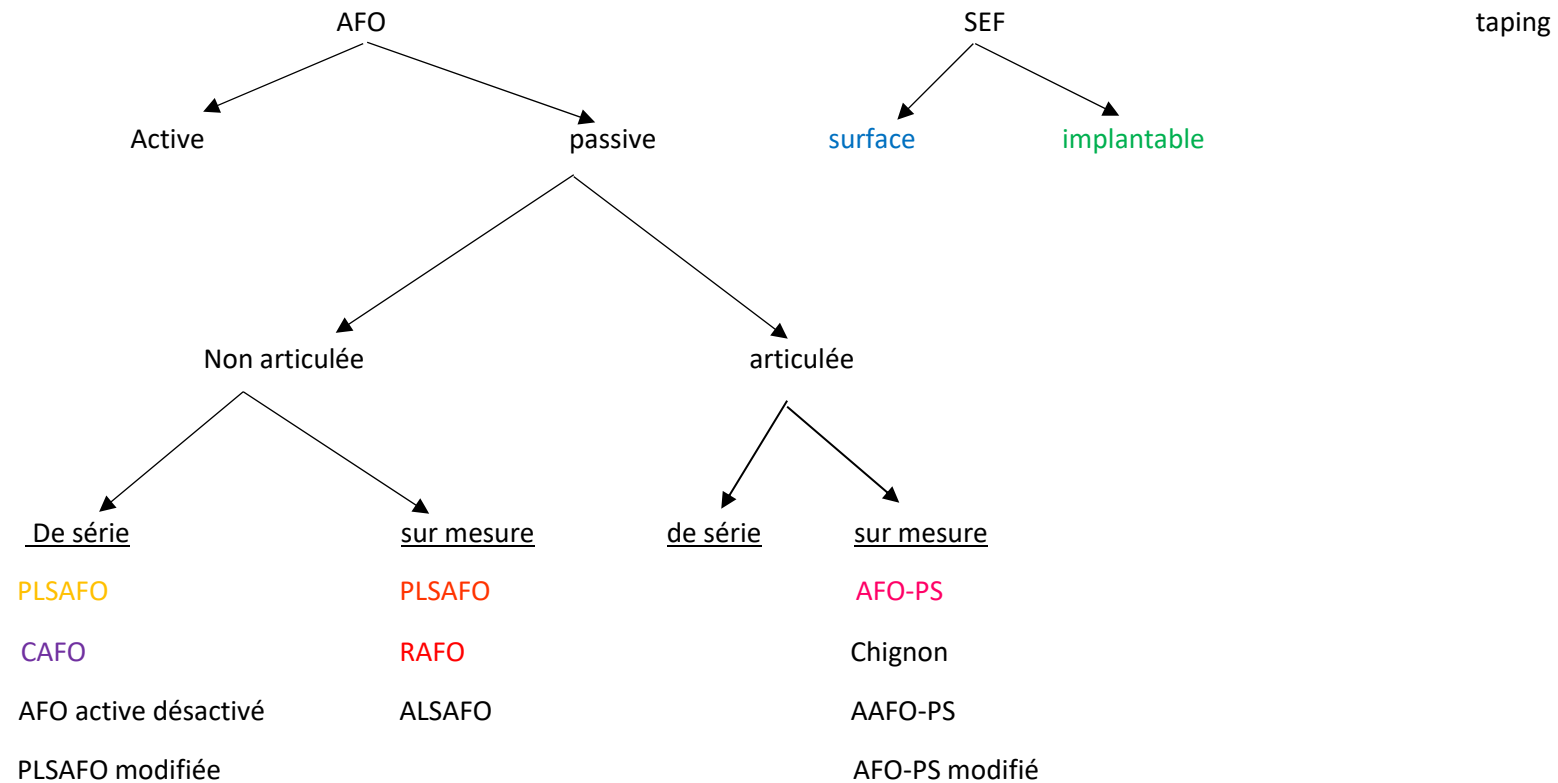 AFO SEF taping
Active passive surface implantable
Non articulée articulée
De série sur mesure de série sur mesure
PLSAFO PLSAFO AFO-PS
CAFO RAFO Chignon
AFO active désactivé ALSAFO AAFO-PS
PLSAFO modifiée AFO-PS modifié